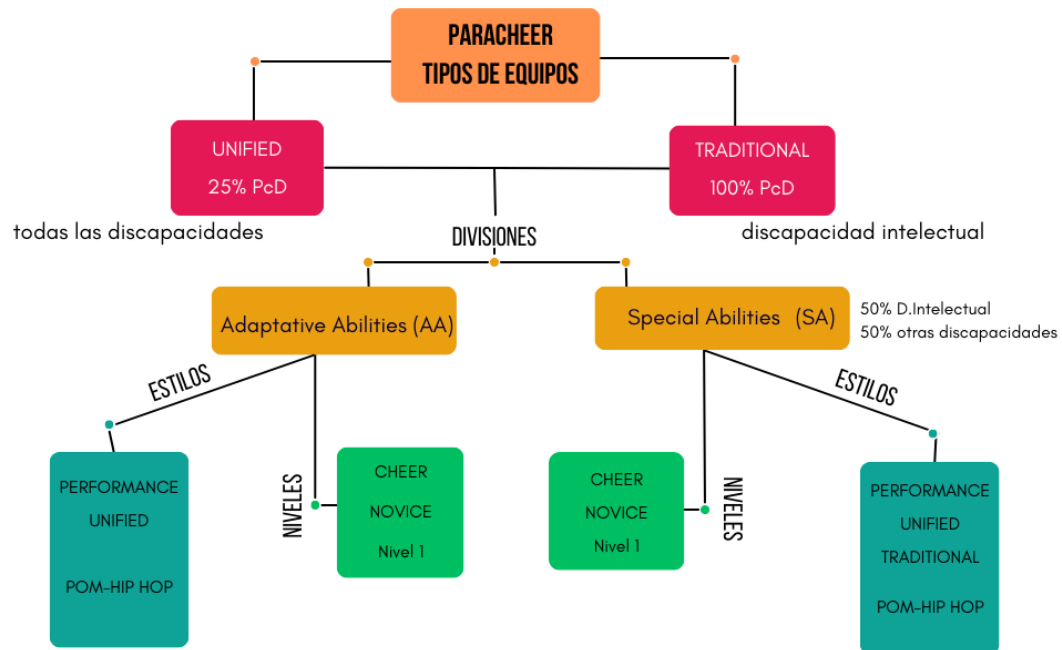 PARACHEER
TIPOS DE EQUIPOS
UNIFIED
25% PcD
TRADITIONAL
100% PcD
todas las discapacidades
discapacidad intelectual
DIVISIONES
Adaptative Abilities (AA)
Special Abilities (SA)
50% D.Intelectual
50% otras discapacidades
ESTILOS
ESTILOS
PERFORMANCE
UNIFIED
POM-HIP HOP
NIVELES
CHEER
NOVICE
Nivel 1
CHEER
NOVICE
Nivel 1
NIVELES
PERFORMANCE
UNIFIED
TRADITIONAL
POM-HIP HOP